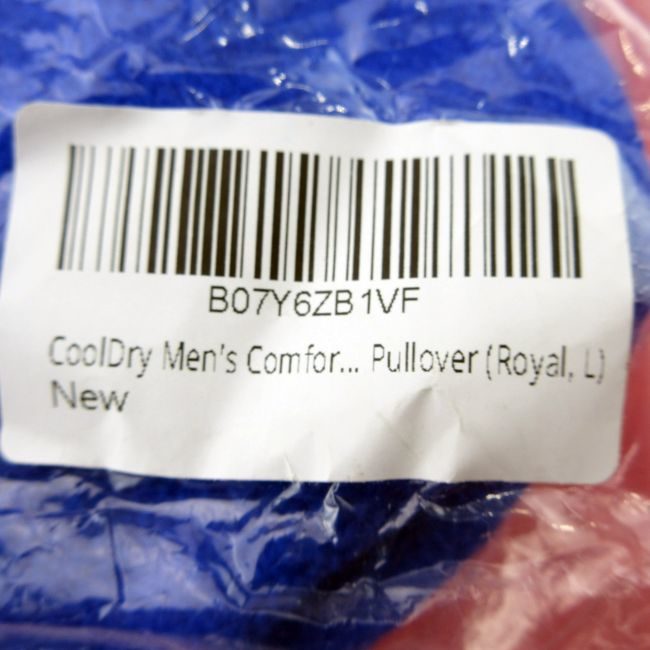 B07Y6ZB1VF
CoolDry Men's Comfor... Pullover (Royal, L)
New